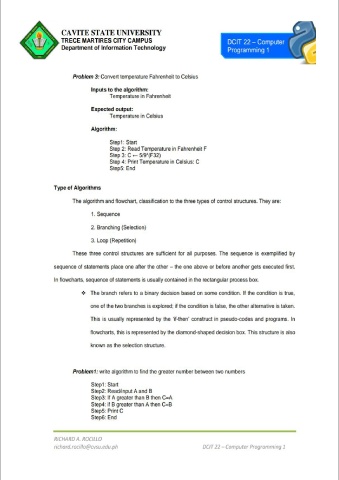 CAVITE STATE UNIVERSITY
TRECE MARTIRES CITY CAMPUS
Department of Information Technology
DCIT 22 – Computer
Programming 1
Problem 3: Convert temperature Fahrenheit to Celsius
Inputs to the algorithm:
Temperature in Fahrenheit
Expected output:
Temperature in Celsius
Algorithm:
Step1: Start
Step 2: Read Temperature in Fahrenheit F
Step 3: C ← 5/9*(F32)
Step 4: Print Temperature in Celsius: C
Step5: End
Type of Algorithms
The algorithm and flowchart, classification to the three types of control structures. They are:
1. Sequence
2. Branching (Selection)
3. Loop (Repetition)
These three control structures are sufficient for all purposes. The sequence is exemplified by
sequence of statements place one after the other – the one above or before another gets executed first.
In flowcharts, sequence of statements is usually contained in the rectangular process box.
❖ The branch refers to a binary decision based on some condition. If the condition is true,
one of the two branches is explored; if the condition is false, the other alternative is taken.
This is usually represented by the 'if-then' construct in pseudo-codes and programs. In
flowcharts, this is represented by the diamond-shaped decision box. This structure is also
known as the selection structure.
Problem1: write algorithm to find the greater number between two numbers
Step1: Start
Step2: Read/input A and B
Step3: If A greater than B then C=A
Step4: if B greater than A then C=B
Step5: Print C
Step6: End
RICHARD A. ROCILLO
richard.rocillo@cvsu.edu.ph DCIT 22 – Computer Programming 1